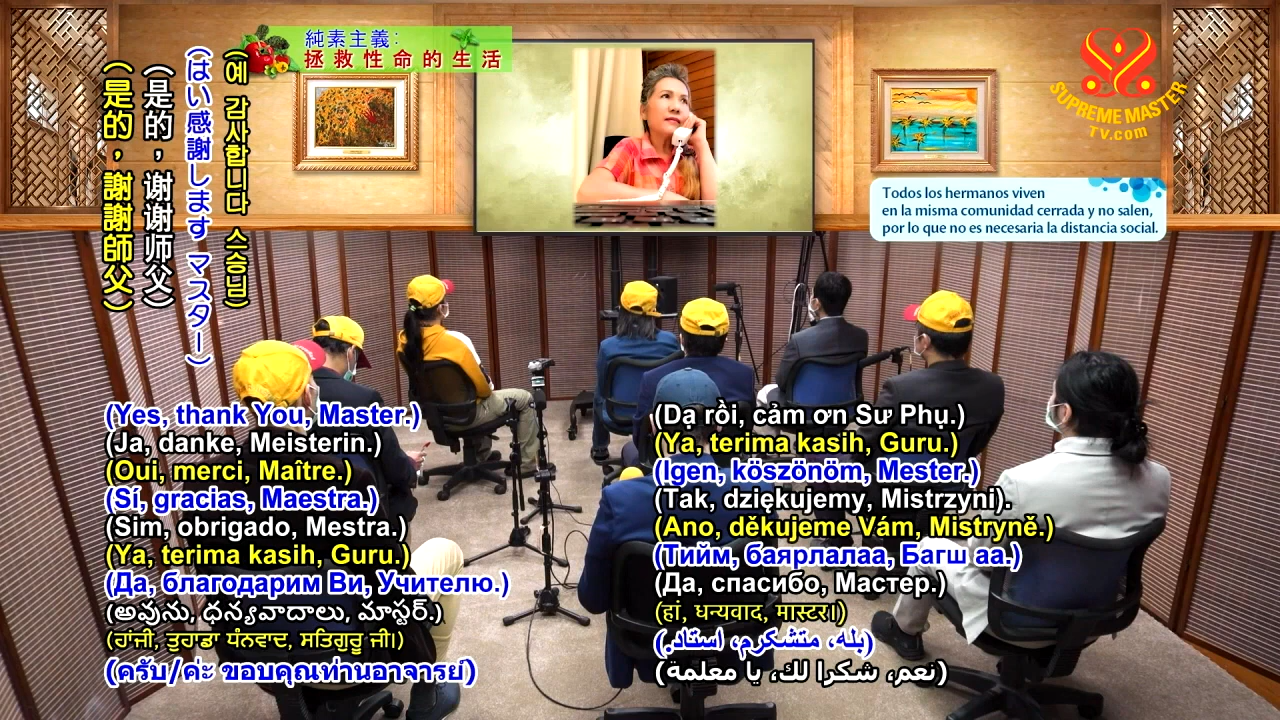 純素主義:
拯救性命的生活
SUPREME MASTER
TV.com
(예 감사합니다 스승님)
(はい感謝します マスター)
(是的，谢谢师父)
(是的，謝謝師父)
Todos los hermanos viven
en la misma comunidad cerrada y no salen,
por lo que no es necesaria la distancia social.
(Yes, thank You, Master.)
(Ja, danke, Meisterin.)
(Oui, merci, Maître.)
(Sí, gracias, Maestra.)
(Sim, obrigado, Mestra.)
(Ya, terima kasih, Guru.)
(Да, благодарим Ви, Учителю.)
(అవును, ధన్యవాదాలు, మాస్టర్.)
(ਹਾਂਜੀ, ਤੁਹਾਡਾ ਧੰਨਵਾਦ, ਸਤਿਗੁਰੂ ਜੀ।)
(ครับ/ค่ะ ขอบคุณท่านอาจารย์)
(Dạ rồi, cảm ơn Sư Phụ.)
(Ya, terima kasih, Guru.)
(Igen, köszönöm, Mester.)
(Tak, dziękujemy, Mistrzyni).
(Ano, děkujeme Vám, Mistryně.)
(Тийм, баярлалаа, Багш аа.)
(Да, спасибо, Мастер.)
(हां, धन्यवाद, मास्टर।)
(بله، متشکرم، استاد.)
(نعم، شكرا لك، يا معلمة)